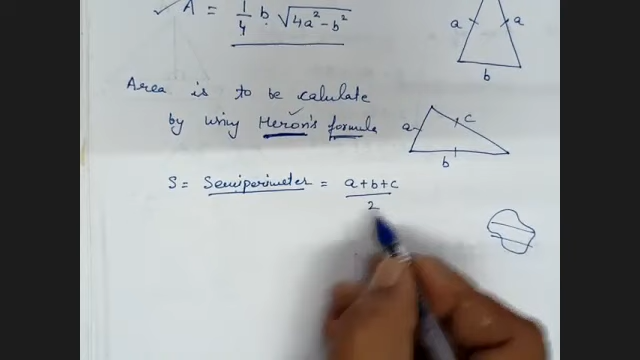 A = 1/4 b √4a²-b²
a a
b
Area is to be calulate
by using Heron's formula
a c
b
S = Semiperimeter = a+b+c / 2